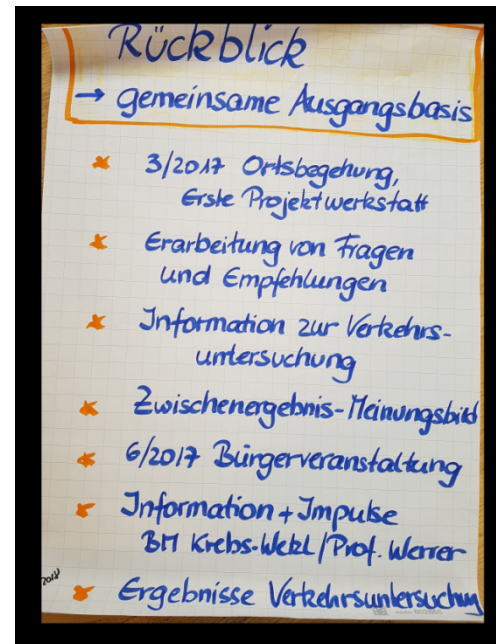 Rückblick
→ gemeinsame Ausgangsbasis
3/2017 Ortsbegehung,
Erste Projektwerkstatt
Erarbeitung von Fragen
und Empfehlungen
Information zur Verkehrs-
untersuchung
Zwischenergebnis-Meinungsbild
6/2017 Bürgerveranstaltung
Information + Impulse
BM Krebs-Wetzl / Prof. Werrer
Ergebnisse Verkehrsuntersuchung